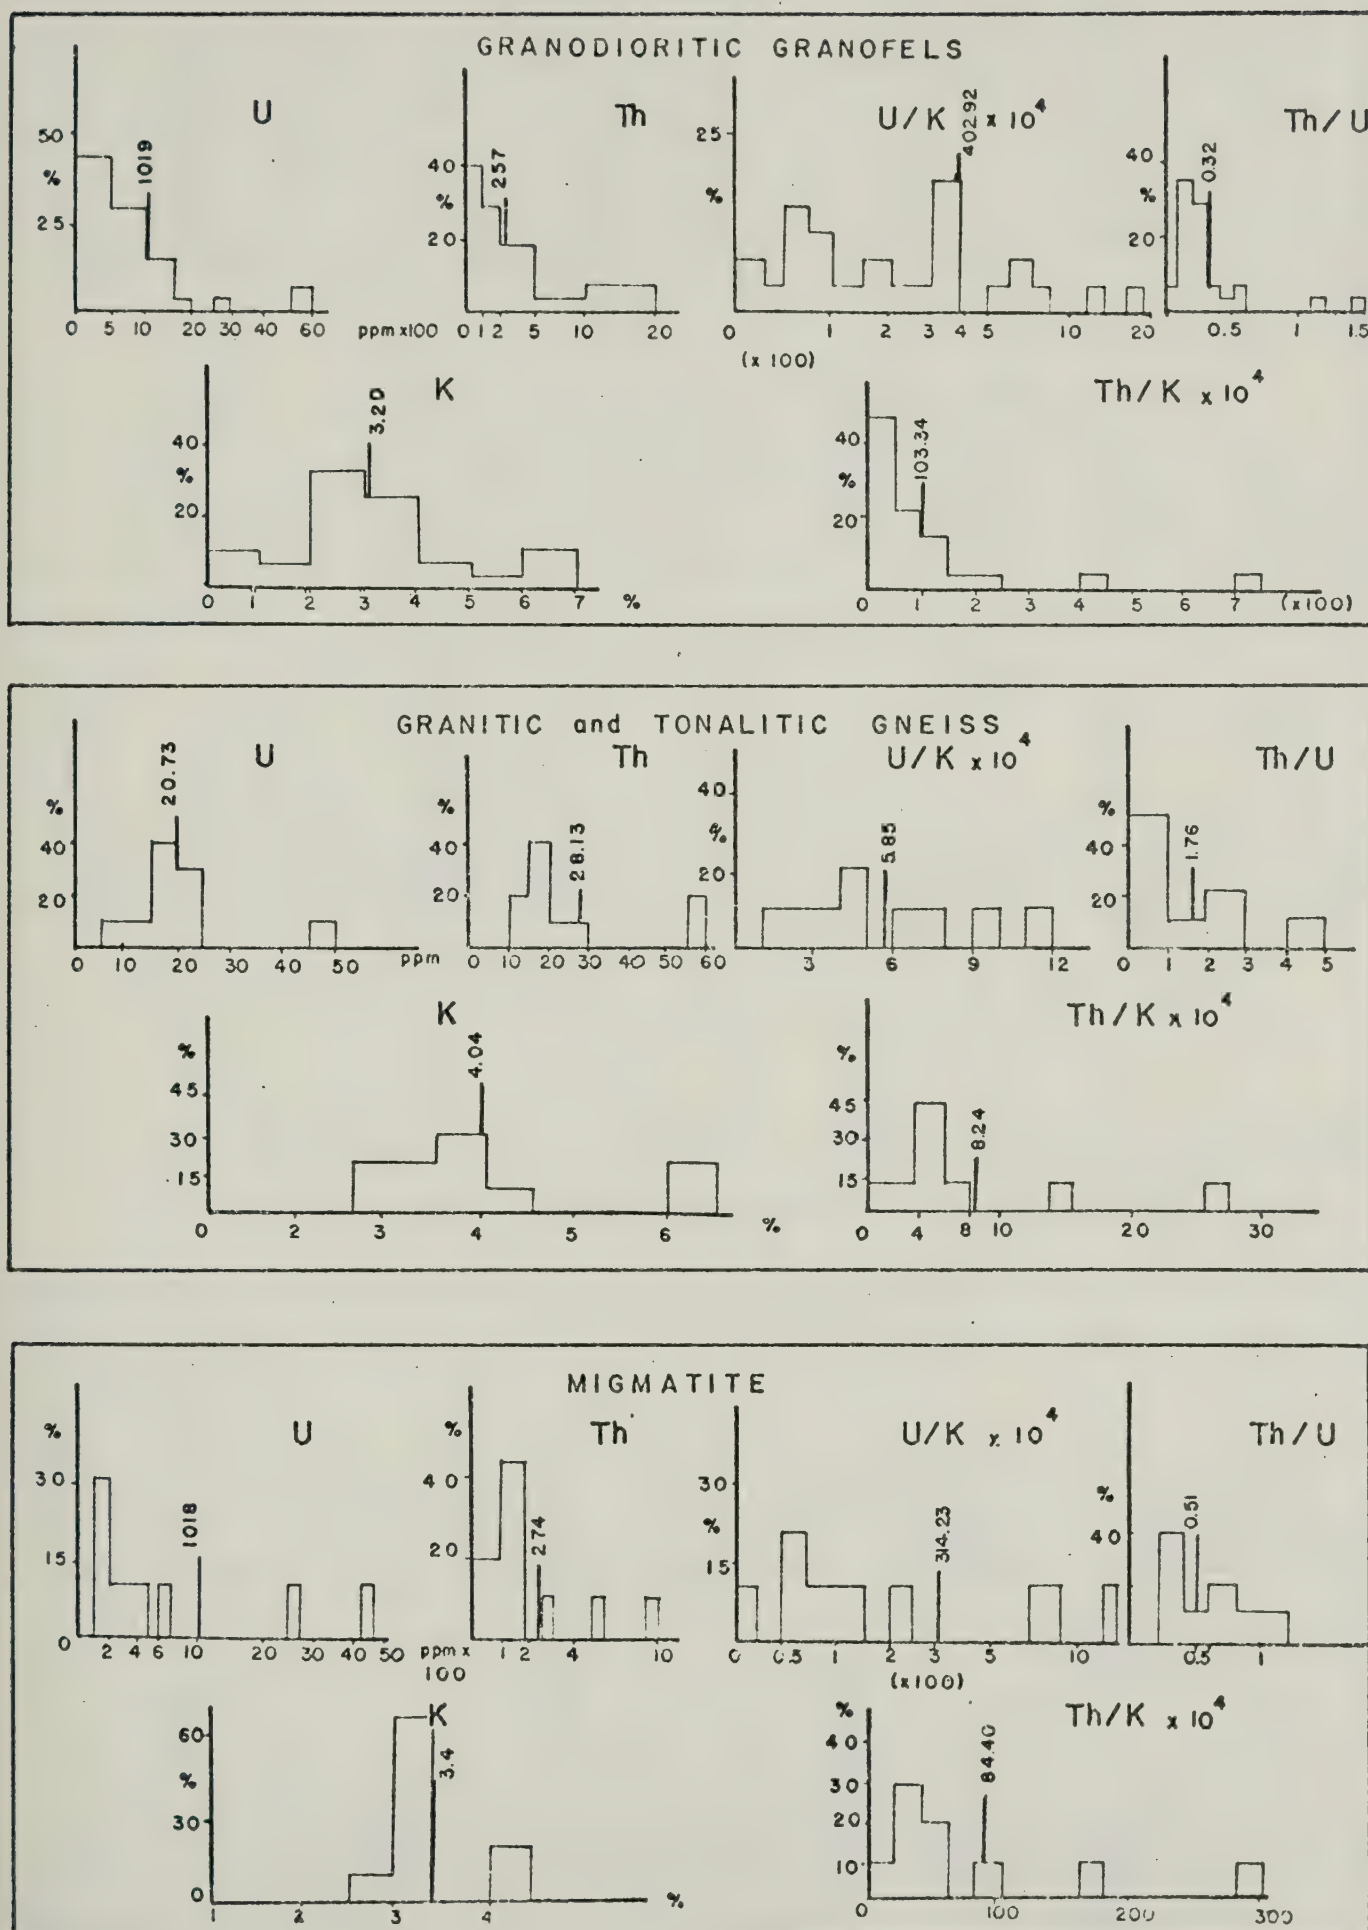 GRANODIORITIC GRANOFELS
U
50
%
25
1019
0 5 10 20 30 40 60 ppm x100
Th
40
%
20
257
0 1 2 5 10 20
U/K x 10⁴
25
%
402.92
0 1 2 3 4 5 10 20
(x 100)
Th/U
40
%
20
0.32
0.5 1 1.5
K
40
%
20
3.20
0 1 2 3 4 5 6 7 %
Th/K x 10⁴
40
%
20
103.34
0 1 2 3 4 5 6 7 (x100)
GRANITIC and TONALITIC GNEISS
U
%
40
20
20.73
0 10 20 30 40 50 ppm
Th
%
40
20
28.13
0 10 20 30 40 50 60
U/K x 10⁴
40
%
20
5.85
3 6 9 12
Th/U
%
40
20
1.76
0 1 2 3 4 5
K
%
45
30
15
4.04
0 2 3 4 5 6 %
Th/K x 10⁴
%
45
30
15
8.24
0 4 8 10 20 30
MIGMATITE
U
%
30
15
0
1018
2 4 6 10 20 30 40 50 ppm x
100
Th
%
40
20
274
1 2 4 10
U/K x 10⁴
30
%
15
314.23
0 0.5 1 2 3 5 10
(x100)
Th/U
%
40
0.51
0.5 1
K
60
%
30
0
3.4
1 2 3 4 %
Th/K x 10⁴
%
40
30
20
10
84.40
0 100 200 300